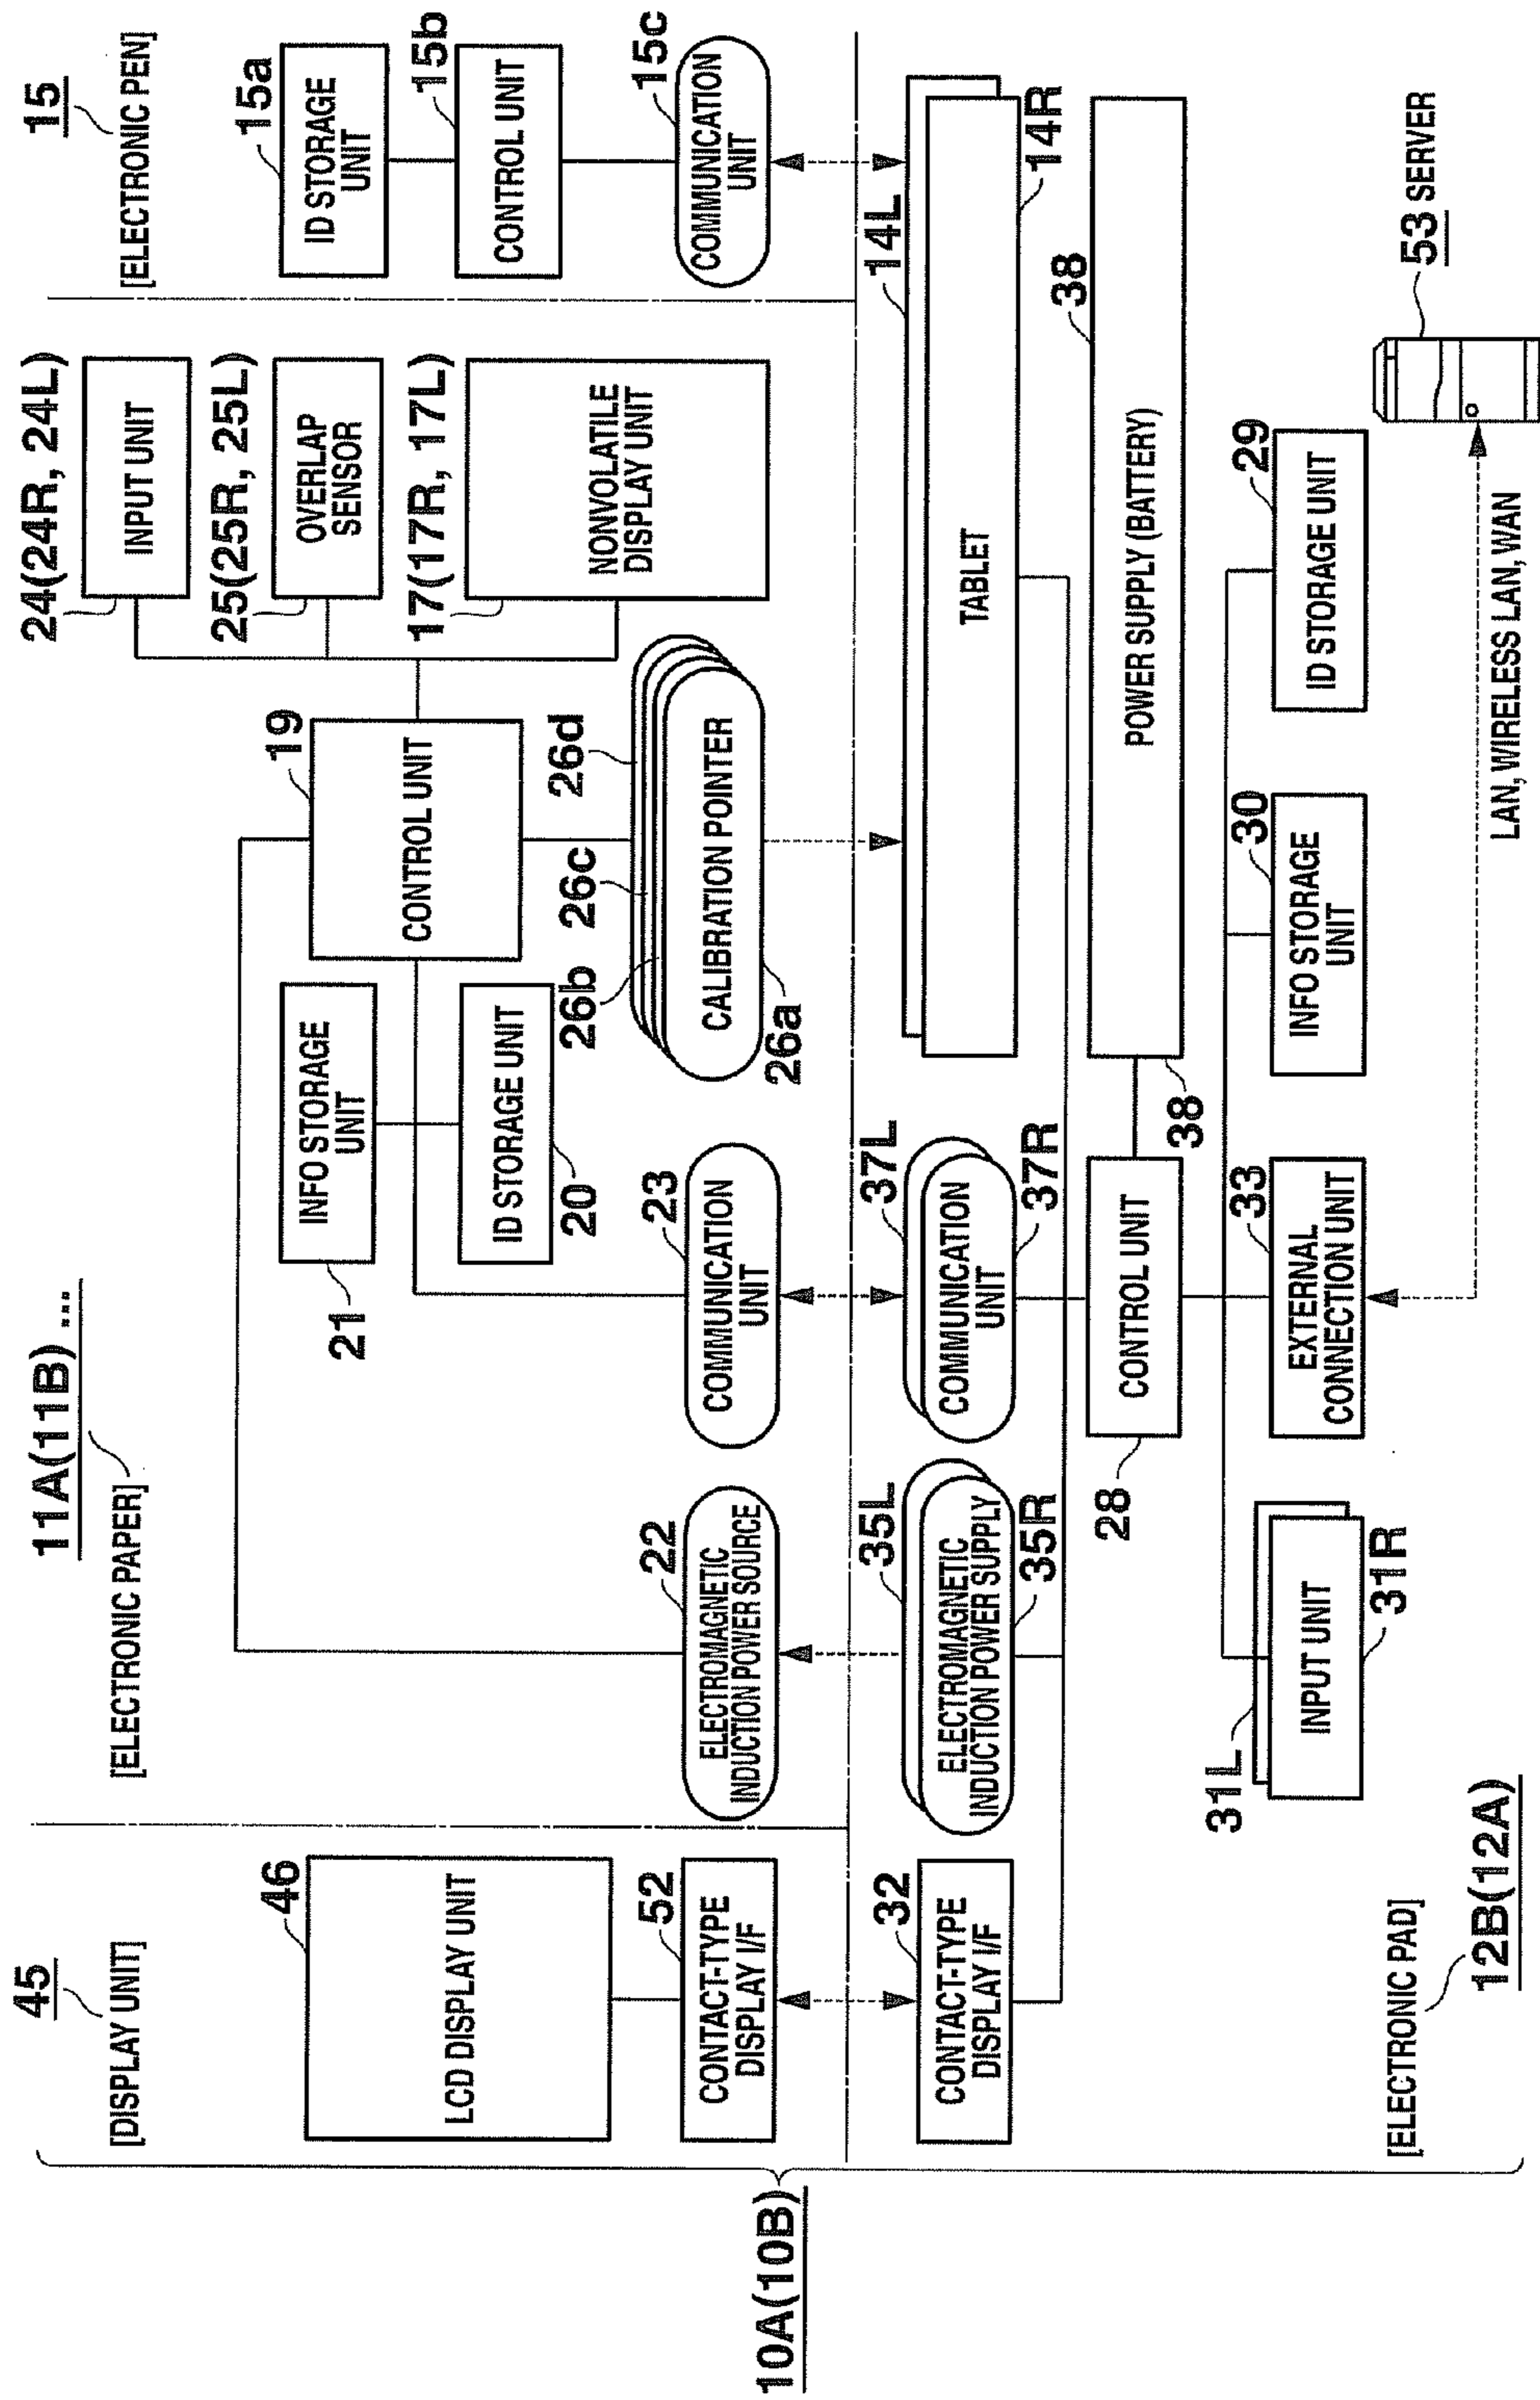 45
[DISPLAY UNIT]
46
LCD DISPLAY UNIT
52
CONTACT-TYPE
DISPLAY I/F
11A(11B) ...
[ELECTRONIC PAPER]
22
ELECTROMAGNETIC
INDUCTION POWER SOURCE
21
INFO STORAGE
UNIT
ID STORAGE UNIT
20
23
COMMUNICATION
UNIT
19
CONTROL UNIT
26d
26c
26b
CALIBRATION POINTER
26a
24(24R, 24L)
INPUT UNIT
25(25R, 25L)
OVERLAP
SENSOR
17(17R, 17L)
NONVOLATILE
DISPLAY UNIT
15
[ELECTRONIC PEN]
15a
ID STORAGE
UNIT
15b
CONTROL UNIT
15c
COMMUNICATION
UNIT
10A(10B)
32
CONTACT-TYPE
DISPLAY I/F
35L
ELECTROMAGNETIC
INDUCTION POWER SUPPLY
35R
37L
COMMUNICATION
UNIT
37R
14L
TABLET
14R
28
CONTROL UNIT
38
38
POWER SUPPLY (BATTERY)
31L
INPUT UNIT
31R
33
EXTERNAL
CONNECTION UNIT
30
INFO STORAGE
UNIT
29
ID STORAGE UNIT
53 SERVER
LAN, WIRELESS LAN, WAN
[ELECTRONIC PAD]
12B(12A)